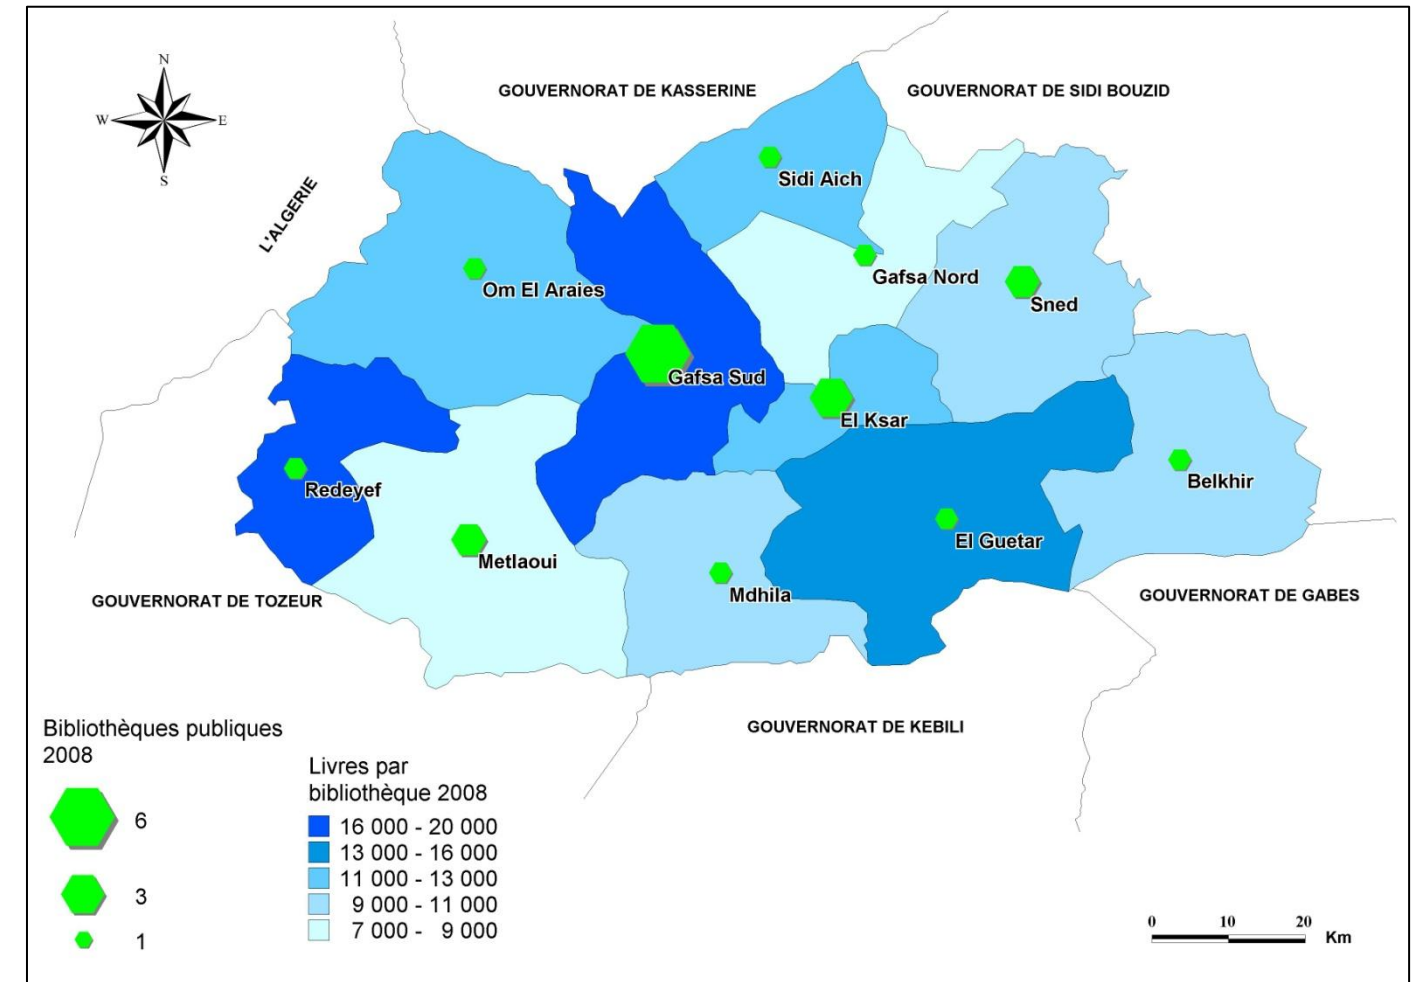 N
W E
S
GOUVERNORAT DE KASSERINE
GOUVERNORAT DE SIDI BOUZID
L'ALGERIE
Sidi Aich
Gafsa Nord
Om El Araies
Sned
Gafsa Sud
El Ksar
Redeyef
Belkhir
Metlaoui
El Guetar
Mdhila
GOUVERNORAT DE TOZEUR
GOUVERNORAT DE GABES
GOUVERNORAT DE KEBILI
Bibliothèques publiques
2008
6
3
1
Livres par
bibliothèque 2008
16 000 - 20 000
13 000 - 16 000
11 000 - 13 000
9 000 - 11 000
7 000 - 9 000
0 10 20
Km